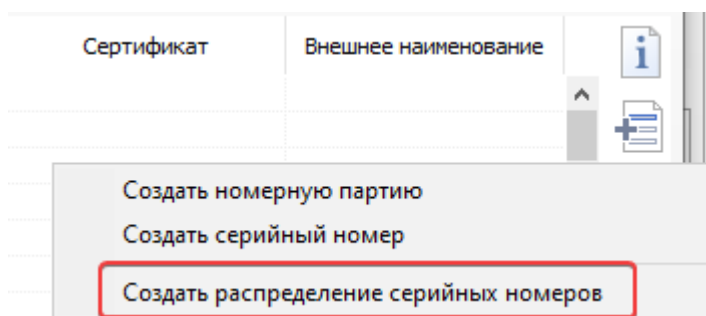 Сертификат Внешнее наименование
Создать номерную партию
Создать серийный номер
Создать распределение серийных номеров